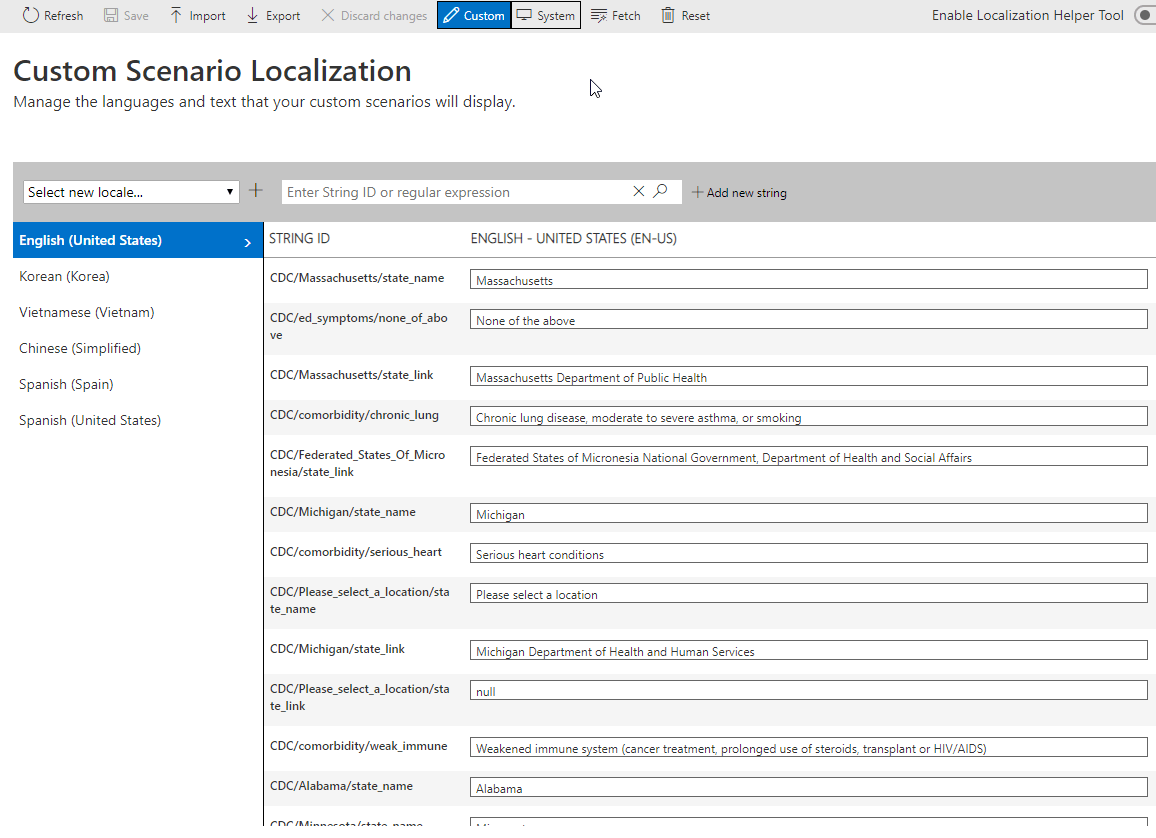 Refresh Save Import Export Discard changes Custom System Fetch Reset Enable Localization Helper Tool
Custom Scenario Localization
Manage the languages and text that your custom scenarios will display.
Select new locale... Enter String ID or regular expression Add new string
English (United States)
Korean (Korea)
Vietnamese (Vietnam)
Chinese (Simplified)
Spanish (Spain)
Spanish (United States)
STRING ID ENGLISH - UNITED STATES (EN-US)
CDC/Massachusetts/state_name Massachusetts
CDC/ed_symptoms/none_of_abo None of the above
ve
CDC/Massachusetts/state_link Massachusetts Department of Public Health
CDC/comorbidity/chronic_lung Chronic lung disease, moderate to severe asthma, or smoking
CDC/Federated_States_Of_Micro Federated States of Micronesia National Government, Department of Health and Social Affairs
nesia/state_link
CDC/Michigan/state_name Michigan
CDC/comorbidity/serious_heart Serious heart conditions
CDC/Please_select_a_location/sta Please select a location
te_name
CDC/Michigan/state_link Michigan Department of Health and Human Services
CDC/Please_select_a_location/sta null
te_link
CDC/comorbidity/weak_immune Weakened immune system (cancer treatment, prolonged use of steroids, transplant or HIV/AIDS)
CDC/Alabama/state_name Alabama
CDC/Minnesota/state_name